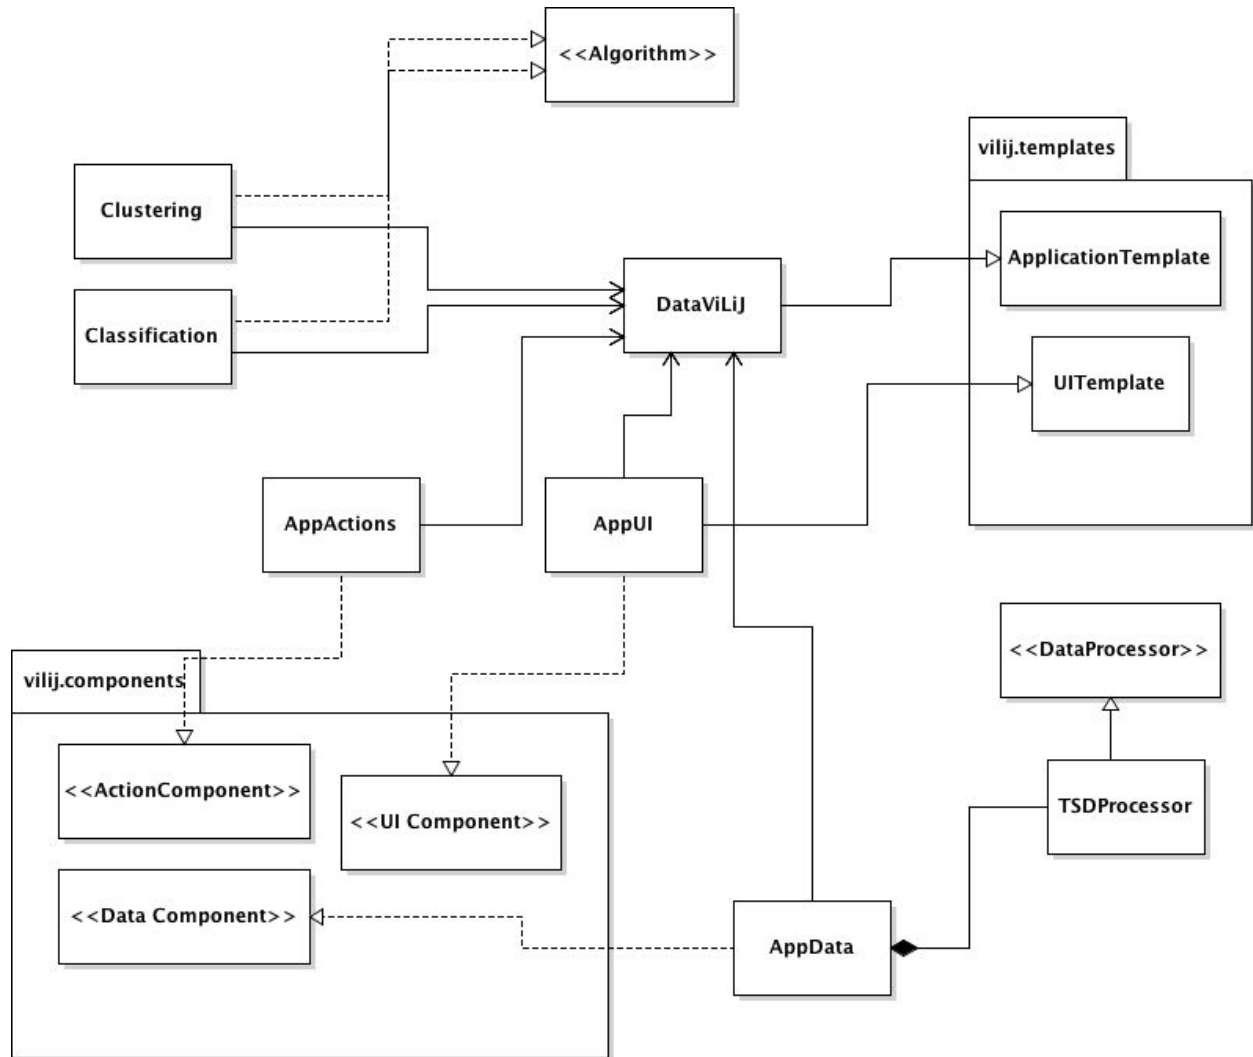 <<Algorithm>>
vilij.templates
Clustering
ApplicationTemplate
DataViLiJ
Classification
UITemplate
AppActions
AppUI
<<DataProcessor>>
vilij.components
<<ActionComponent>>
TSDProcessor
<<UI Component>>
<<Data Component>>
AppData